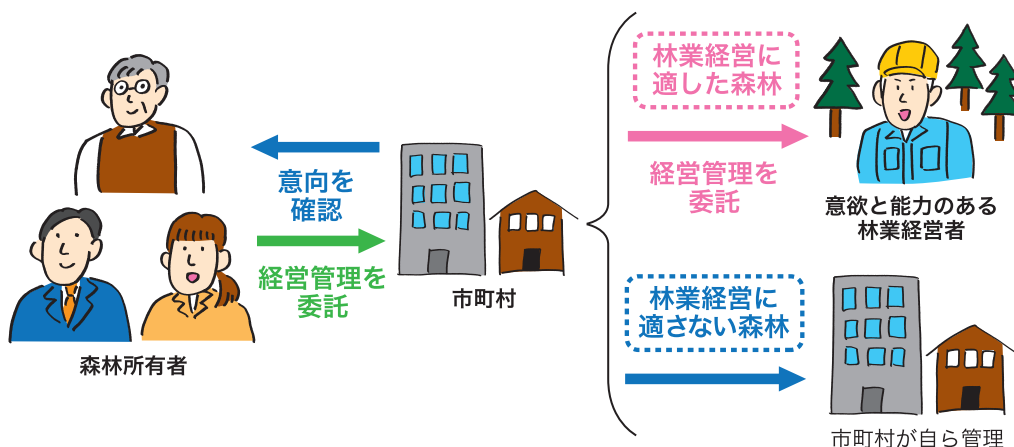 意向を
確認
経営管理を
委託
森林所有者
市町村
林業経営に
適した森林
経営管理を
委託
意欲と能力のある
林業経営者
林業経営に
適さない森林
市町村が自ら管理